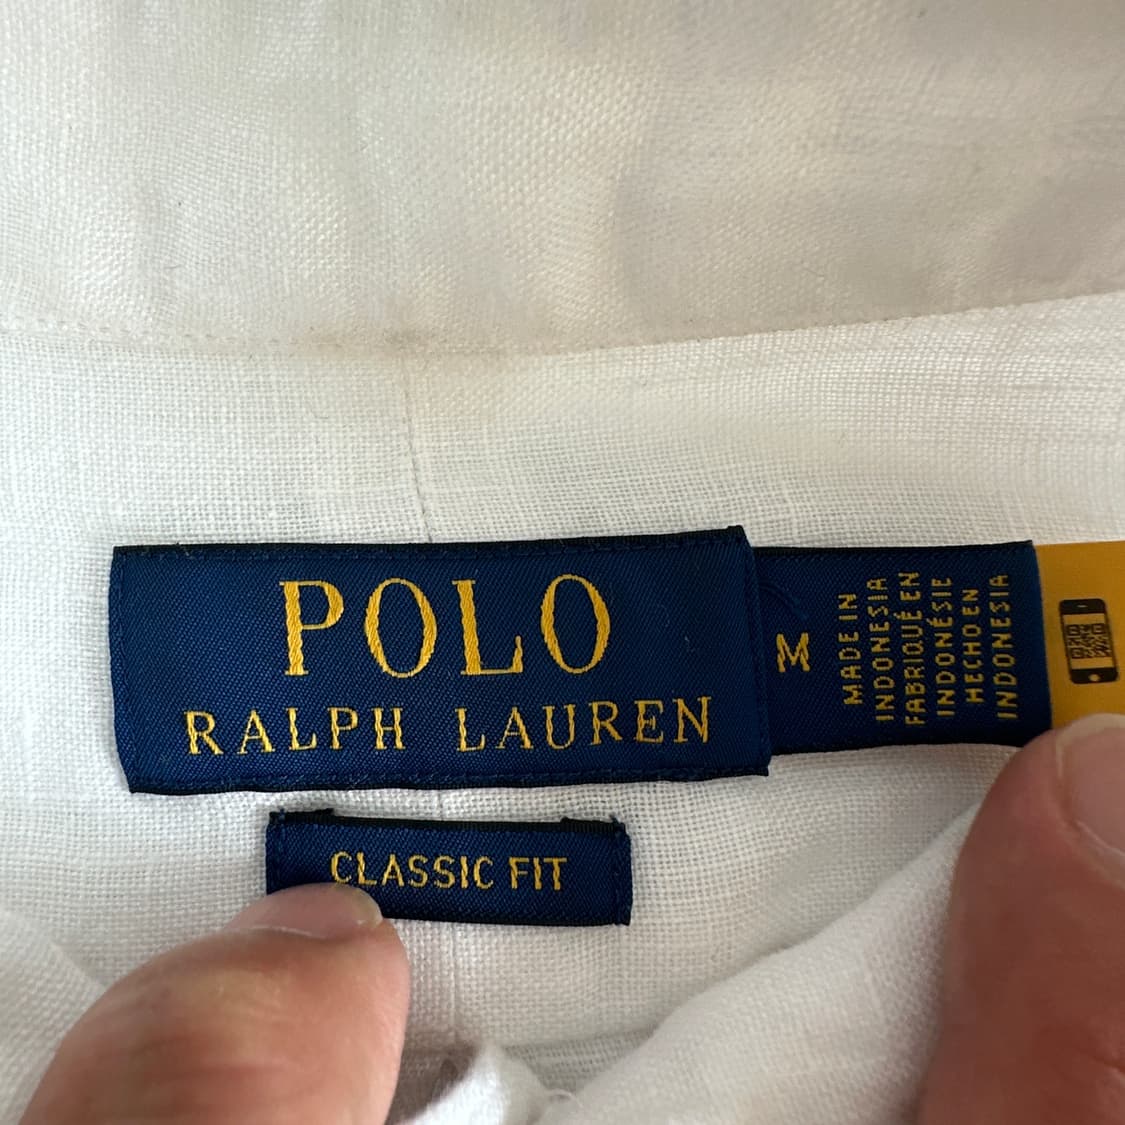 POLO
RALPH LAUREN
M
MADE IN
INDONESIA
FABRIQUÉ EN
INDONÉSIE
HECHO EN
INDONESIA
CLASSIC FIT